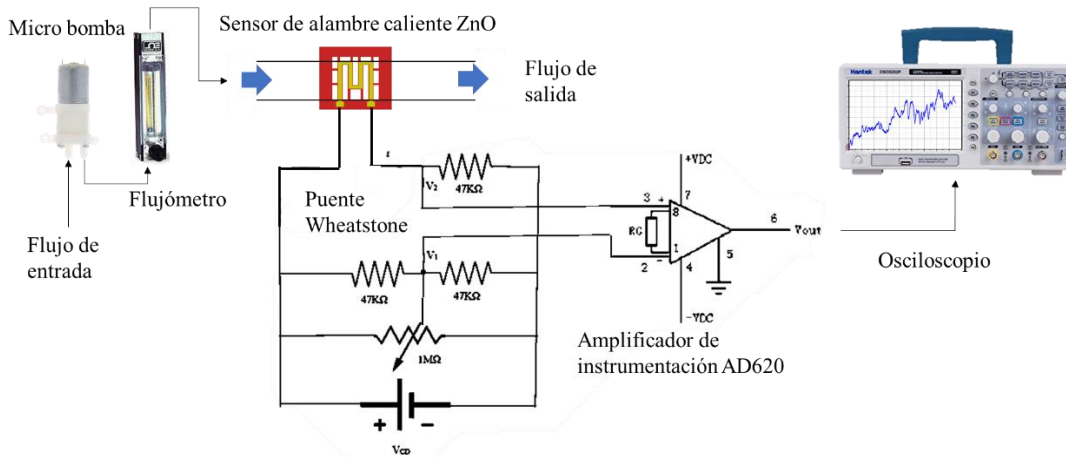 Micro bomba
Sensor de alambre caliente ZnO
Flujo de
salida
Flujómetro
Flujo de
entrada
Puente
Wheatstone
I
V2
47KΩ
V1
47KΩ
47KΩ
1MΩ
+
-
VCD
+VDC
3
+
7
8
RG
1
2
-
4
5
6
Vout
-VDC
Amplificador de
instrumentación AD620
Hantek
Osciloscopio